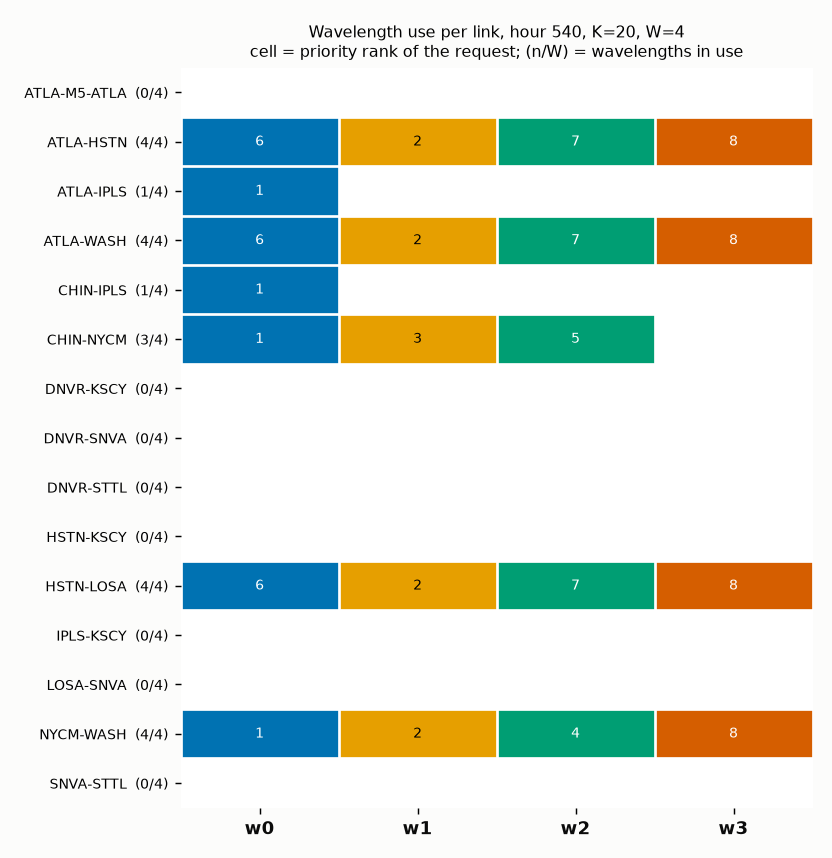 Wavelength use per link, hour 540, K=20, W=4
cell = priority rank of the request; (n/W) = wavelengths in use
ATLA-M5-ATLA (0/4)
ATLA-HSTN (4/4) 6 2 7 8
ATLA-IPLS (1/4) 1
ATLA-WASH (4/4) 6 2 7 8
CHIN-IPLS (1/4) 1
CHIN-NYCM (3/4) 1 3 5
DNVR-KSCY (0/4)
DNVR-SNVA (0/4)
DNVR-STTL (0/4)
HSTN-KSCY (0/4)
HSTN-LOSA (4/4) 6 2 7 8
IPLS-KSCY (0/4)
LOSA-SNVA (0/4)
NYCM-WASH (4/4) 1 2 4 8
SNVA-STTL (0/4)
w0 w1 w2 w3